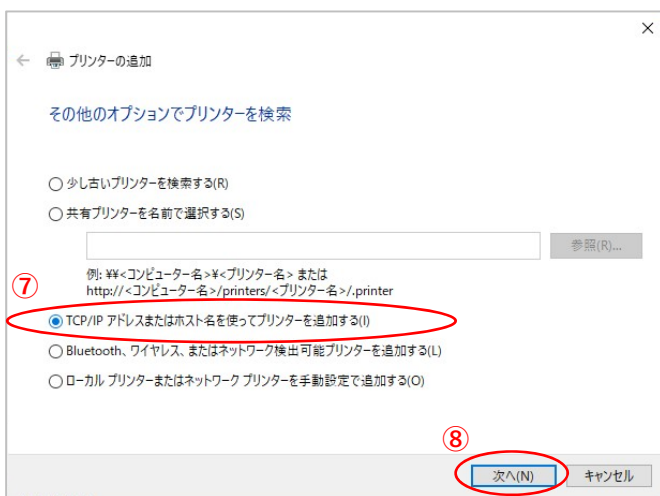 プリンターの追加
その他のオプションでプリンターを検索
少し古いプリンターを検索する(R)
共有プリンターを名前で選択する(S)
参照(R)...
例: ¥¥<コンピューター名>¥<プリンター名> または
http://<コンピューター名>/printers/<プリンター名>/.printer
⑦
TCP/IP アドレスまたはホスト名を使ってプリンターを追加する(I)
Bluetooth、ワイヤレス、またはネットワーク検出可能プリンターを追加する(L)
ローカル プリンターまたはネットワーク プリンターを手動設定で追加する(O)
⑧
次へ(N) キャンセル